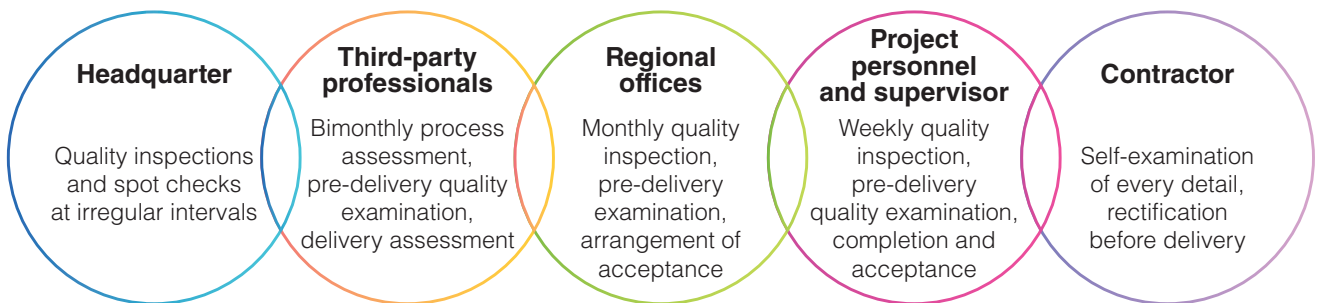 Headquarter
Quality inspections
and spot checks
at irregular intervals
Third-party
professionals
Bimonthly process
assessment,
pre-delivery quality
examination,
delivery assessment
Regional
offices
Monthly quality
inspection,
pre-delivery
examination,
arrangement of
acceptance
Project
personnel
and supervisor
Weekly quality
inspection,
pre-delivery
quality examination,
completion and
acceptance
Contractor
Self-examination
of every detail,
rectification
before delivery